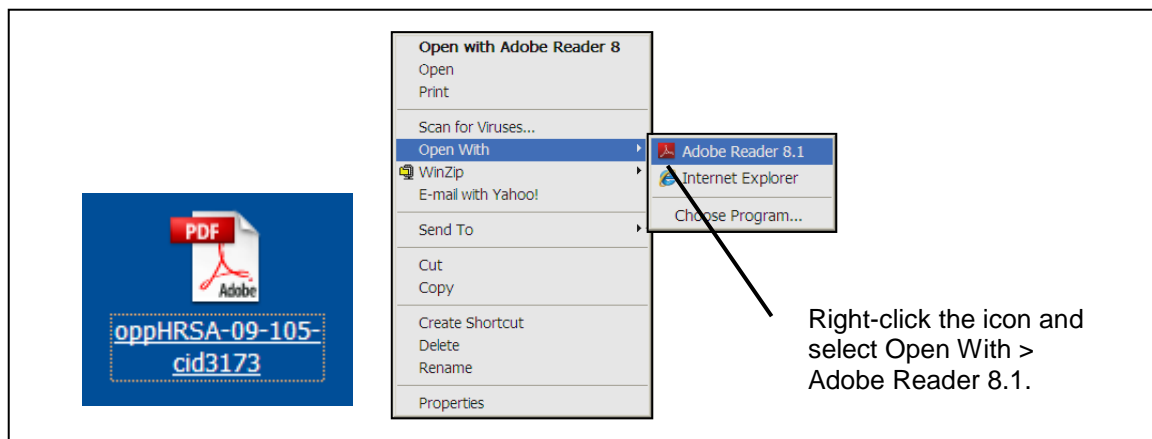 PDF
Adobe
oppHRSA-09-105-
cid3173
Open with Adobe Reader 8
Open
Print
Scan for Viruses...
Open With
WinZip
E-mail with Yahoo!
Send To
Cut
Copy
Create Shortcut
Delete
Rename
Properties
Adobe Reader 8.1
Internet Explorer
Choose Program...
Right-click the icon and
select Open With >
Adobe Reader 8.1.